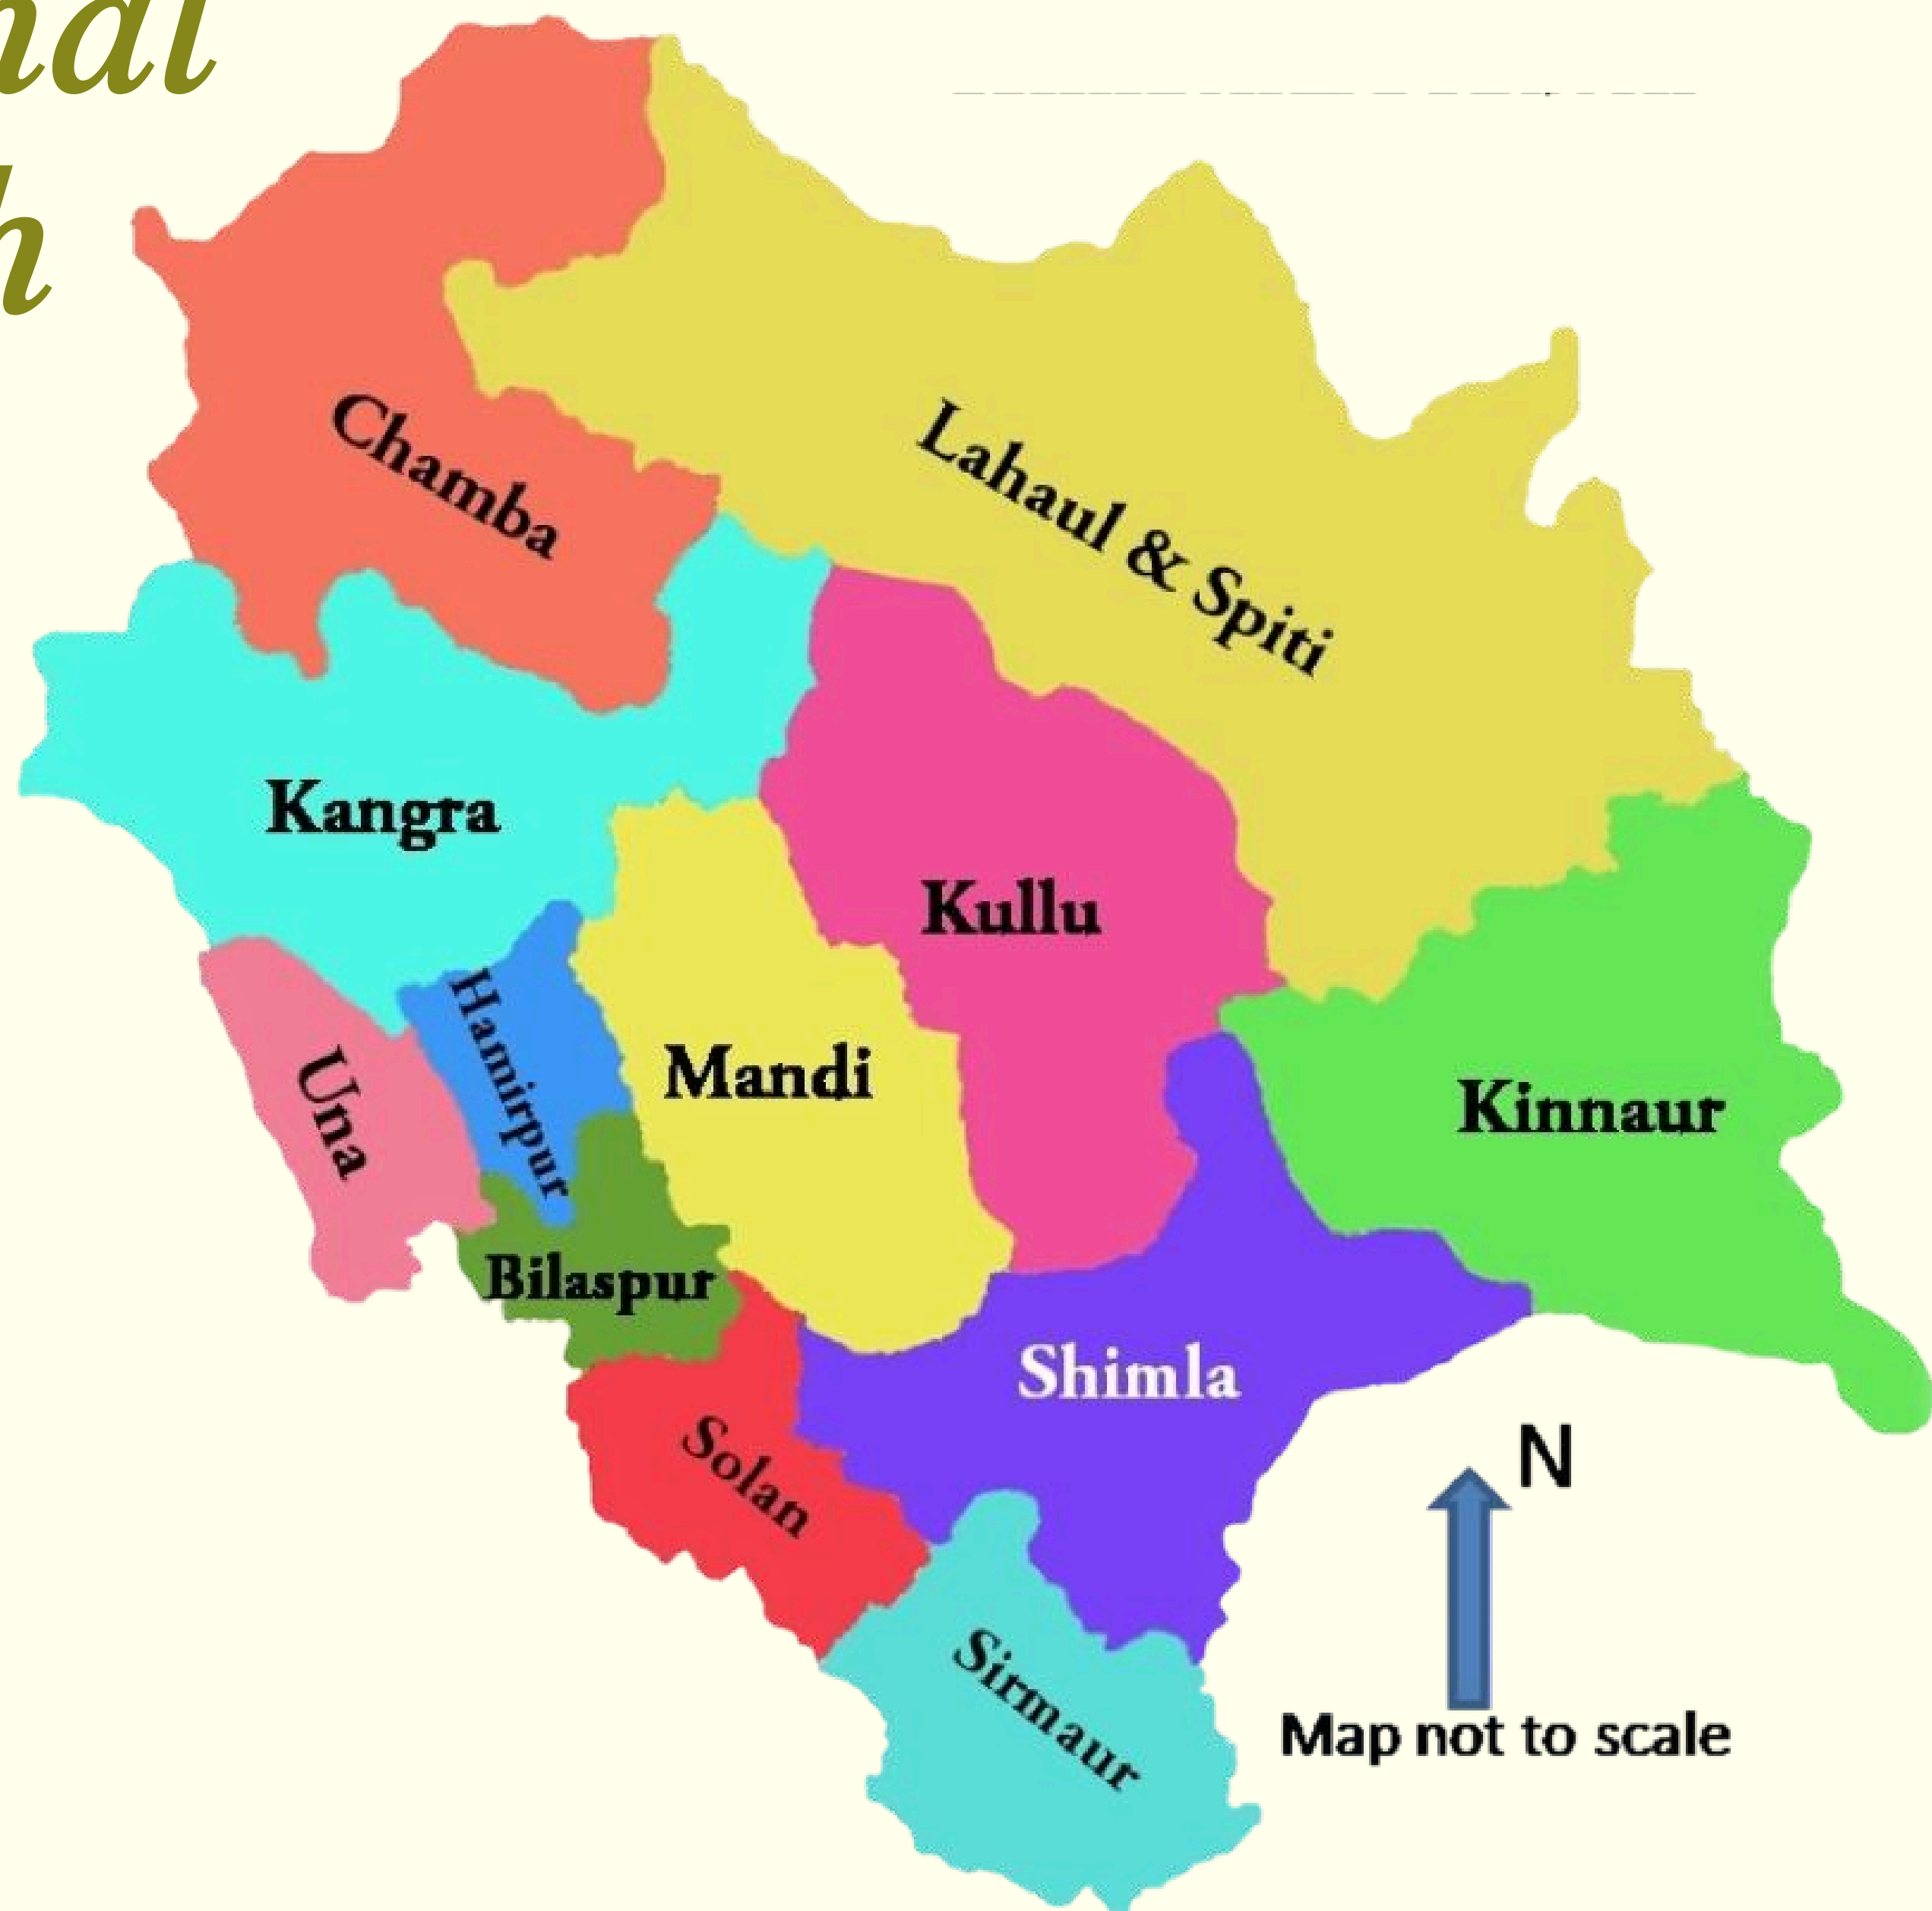 Chamba
Lahaul & Spiti
Kangra
Kullu
Hamirpur
Mandi
Una
Kinnaur
Bilaspur
Shimla
Solan
N
Sirmaur
Map not to scale